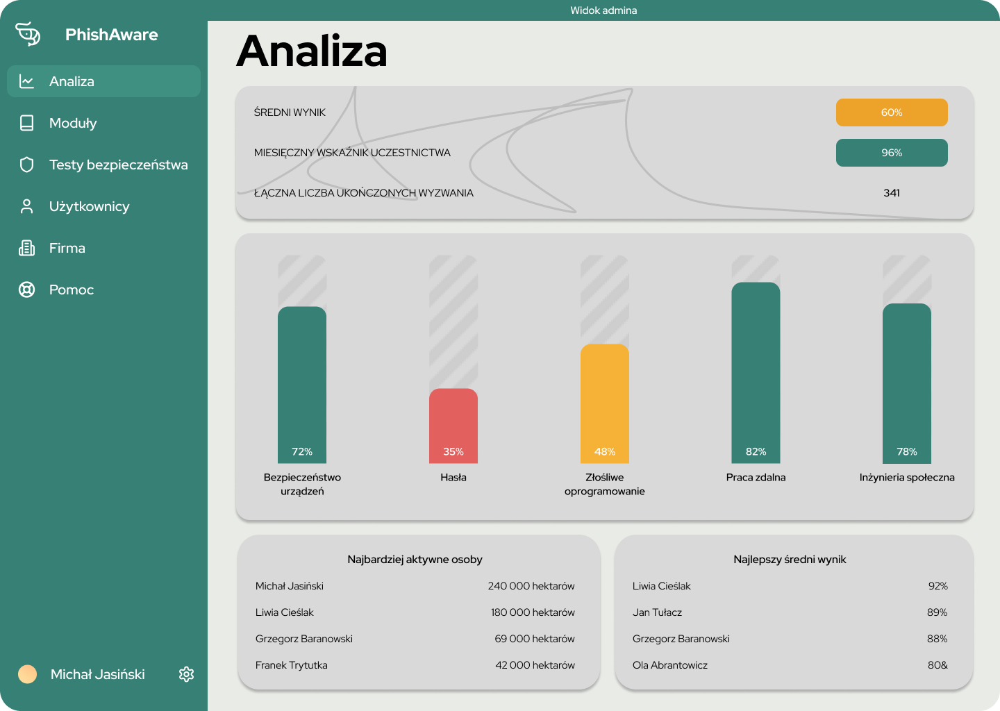 Widok admina
PhishAware
Analiza
Moduły
Testy bezpieczeństwa
Użytkownicy
Firma
Pomoc
Michał Jasiński
Analiza
ŚREDNI WYNIK 60%
MIESIĘCZNY WSKAŹNIK UCZESTNICTWA 96%
ŁĄCZNA LICZBA UKOŃCZONYCH WYZWANIA 341
72% 35% 48% 82% 78%
Bezpieczeństwo
urządzeń
Hasła
Złośliwe
oprogramowanie
Praca zdalna
Inżynieria społeczna
Najbardziej aktywne osoby
Michał Jasiński 240 000 hektarów
Liwia Cieślak 180 000 hektarów
Grzegorz Baranowski 69 000 hektarów
Franek Trytutka 42 000 hektarów
Najlepszy średni wynik
Liwia Cieślak 92%
Jan Tułacz 89%
Grzegorz Baranowski 88%
Ola Abrantowicz 80&